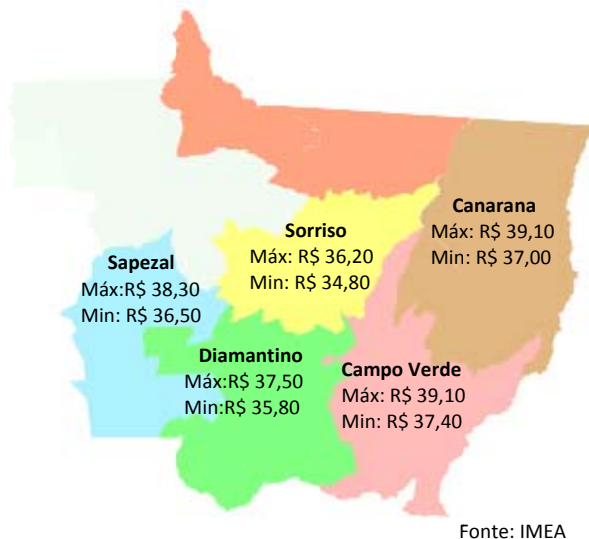 Canarana
Máx: R$ 39,10
Min: R$ 37,00
Sorriso
Máx: R$ 36,20
Min: R$ 34,80
Sapezal
Máx:R$ 38,30
Min: R$ 36,50
Diamantino
Máx:R$ 37,50
Min:R$ 35,80
Campo Verde
Máx: R$ 39,10
Min: R$ 37,40
Fonte: IMEA